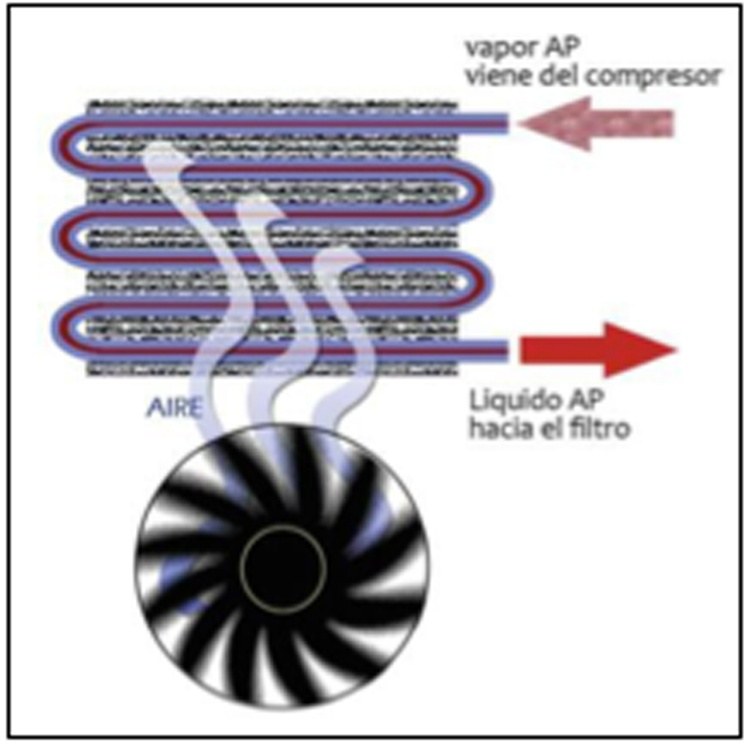 vapor AP
viene del compresor
AIRE
Liquido AP
hacia el filtro